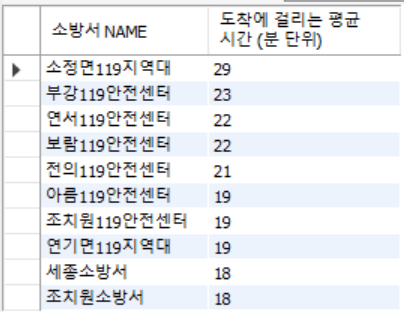 소방서 NAME 도착에 걸리는 평균
시간 (분 단위)
소정면119지역대 29
부강119안전센터 23
연서119안전센터 22
보람119안전센터 22
전의119안전센터 21
아름119안전센터 19
조치원119안전센터 19
연기면119지역대 19
세종소방서 18
조치원소방서 18